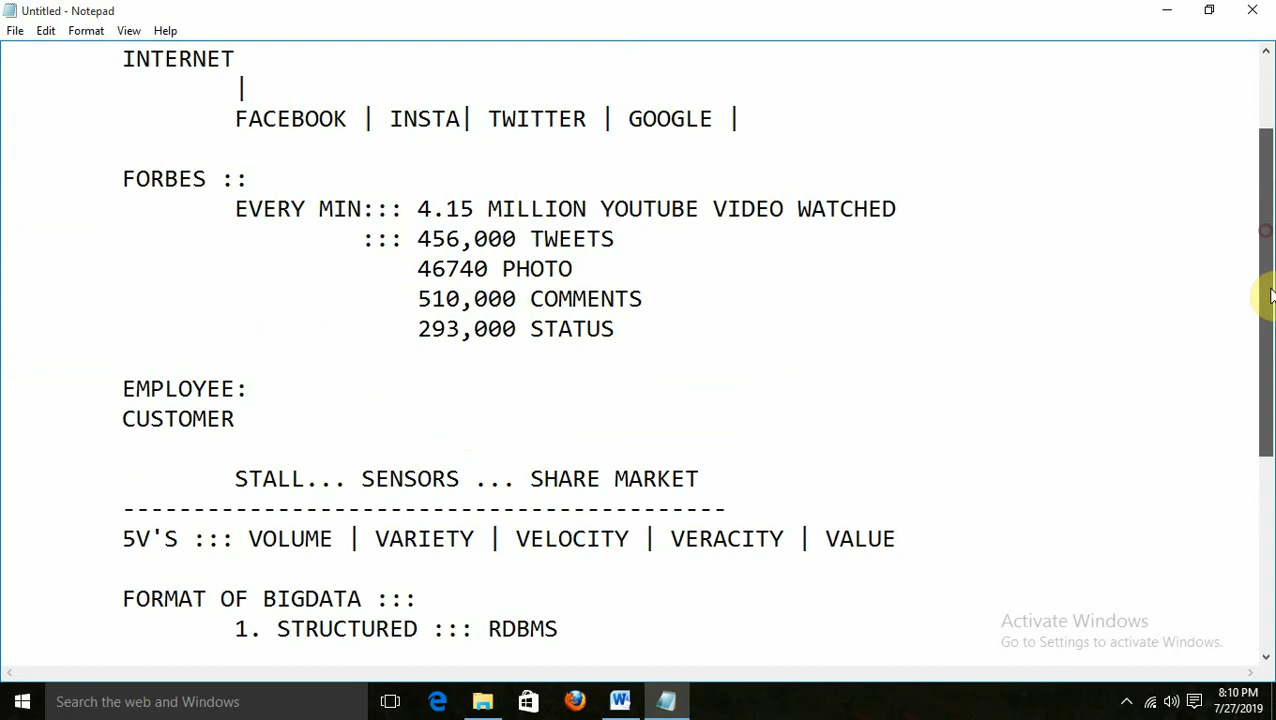 Untitled - Notepad
File Edit Format View Help
INTERNET
|
FACEBOOK | INSTA| TWITTER | GOOGLE |
FORBES ::
EVERY MIN::: 4.15 MILLION YOUTUBE VIDEO WATCHED
::: 456,000 TWEETS
46740 PHOTO
510,000 COMMENTS
293,000 STATUS
EMPLOYEE:
CUSTOMER
STALL... SENSORS ... SHARE MARKET
-------------------------------------------
5V'S ::: VOLUME | VARIETY | VELOCITY | VERACITY | VALUE
FORMAT OF BIGDATA :::
1. STRUCTURED ::: RDBMS
Activate Windows
Go to Settings to activate Windows.
Search the web and Windows
8:10 PM
7/27/2019